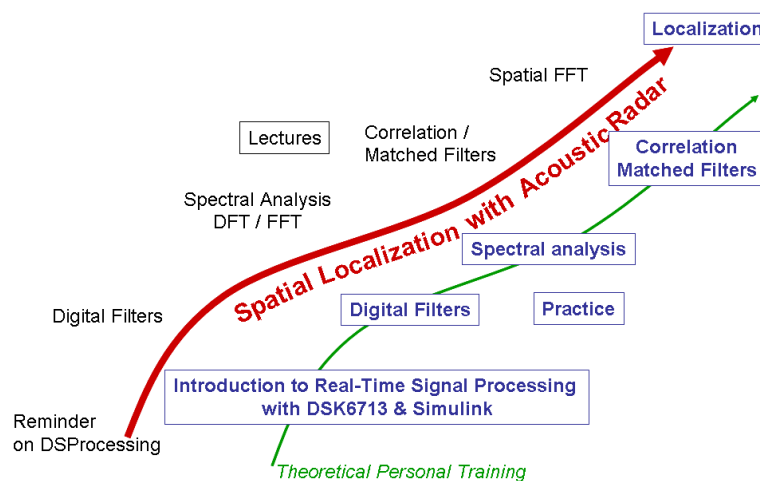 Localization
Spatial FFT
Lectures
Correlation /
Matched Filters
Correlation
Matched Filters
Spectral Analysis
DFT / FFT
Spatial Localization with Acoustic Radar
Spectral analysis
Digital Filters
Digital Filters
Practice
Introduction to Real-Time Signal Processing
with DSK6713 & Simulink
Reminder
on DSProcessing
Theoretical Personal Training